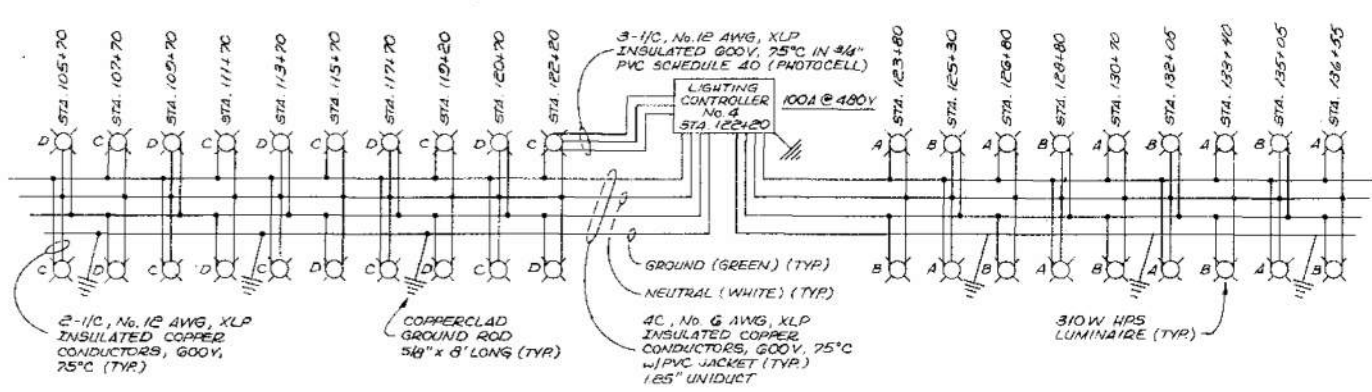 STA. 105+70
STA. 107+70
STA. 109+70
STA. 111+70
STA. 113+70
STA. 115+70
STA. 117+70
STA. 119+20
STA. 120+70
STA. 122+20
3-1/C, No.12 AWG, XLP
INSULATED 600V, 75°C IN 3/4"
PVC SCHEDULE 40 (PHOTOCELL)
LIGHTING
CONTROLLER
No. 4
STA. 122+20
100A @ 480V
STA. 123+80
STA. 125+30
STA. 126+80
STA. 128+80
STA. 130+70
STA. 132+05
STA. 133+40
STA. 135+05
STA. 136+55
D C D C D C D C D C
A B A B A B A B A
C D C D C D C D C D
B A B A B A B A B
GROUND (GREEN) (TYP.)
NEUTRAL (WHITE) (TYP.)
2-1/C, No. 12 AWG, XLP
INSULATED COPPER
CONDUCTORS, 600V,
75°C (TYP.)
COPPERCLAD
GROUND ROD
5/8" x 8' LONG (TYP.)
4C, No. 6 AWG, XLP
INSULATED COPPER
CONDUCTORS, 600V, 75°C
w/PVC JACKET (TYP.)
1.25" UNIDUCT
310W HPS
LUMINAIRE (TYP.)